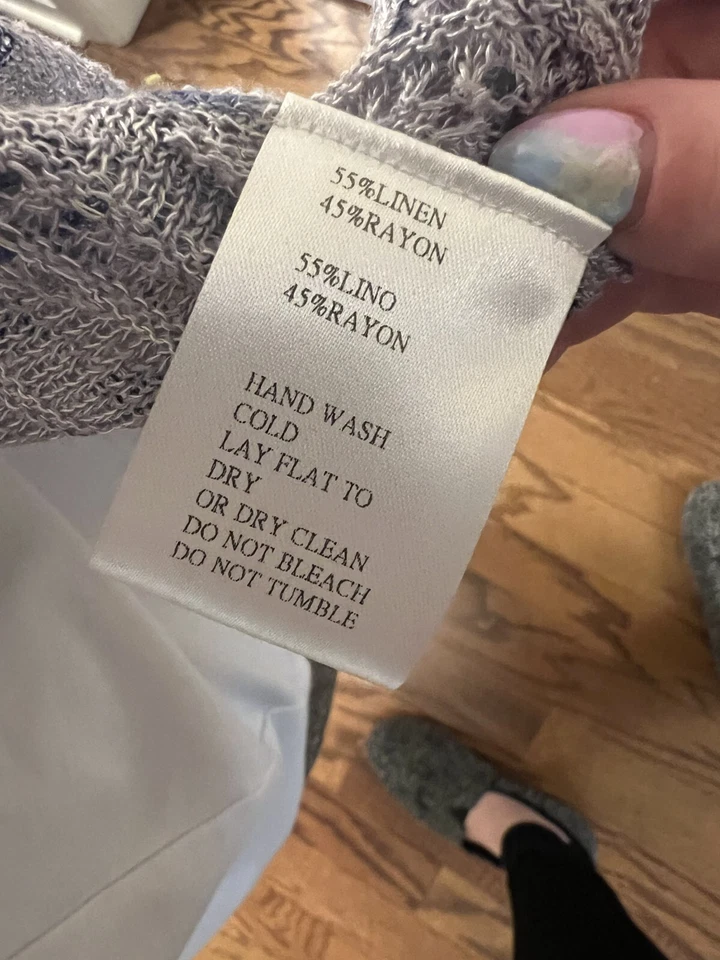 55%LINEN
45%RAYON
55%LINO
45%RAYON
HAND WASH
COLD
LAY FLAT TO
DRY
OR DRY CLEAN
DO NOT BLEACH
DO NOT TUMBLE